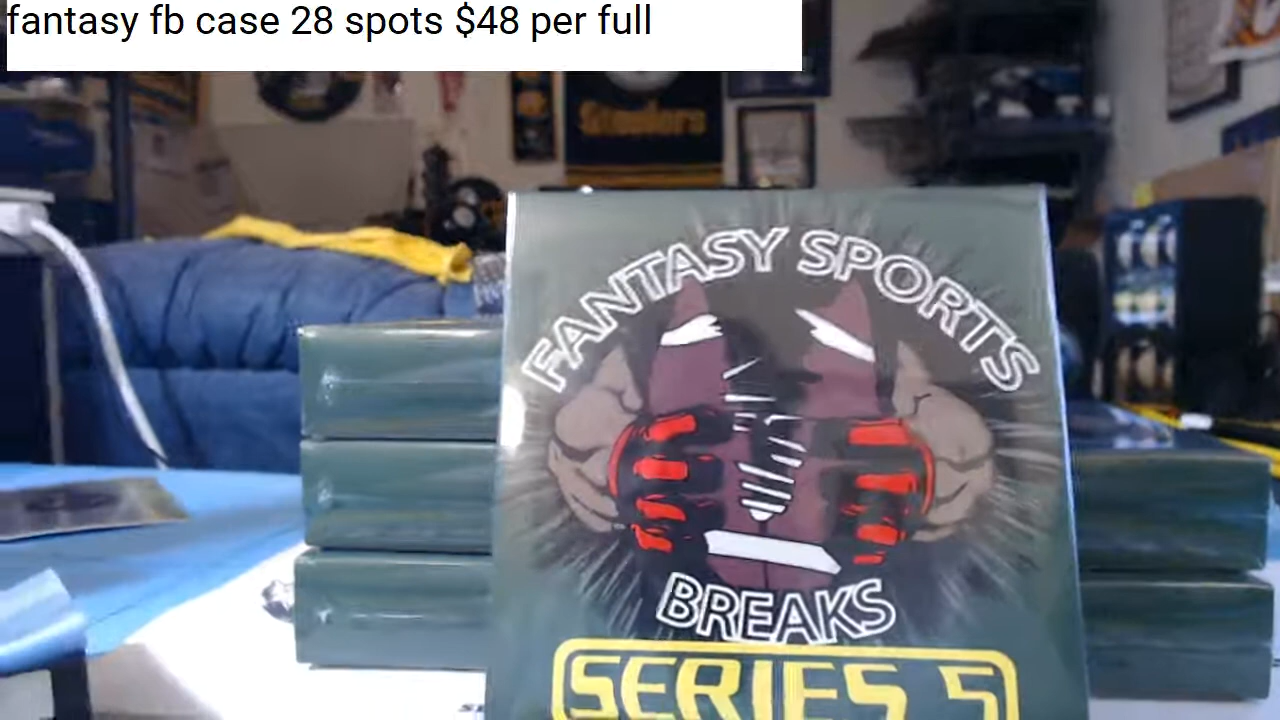 fantasy fb case 28 spots $48 per full
Steelers
FANTASY SPORTS
BREAKS
SERIES 5